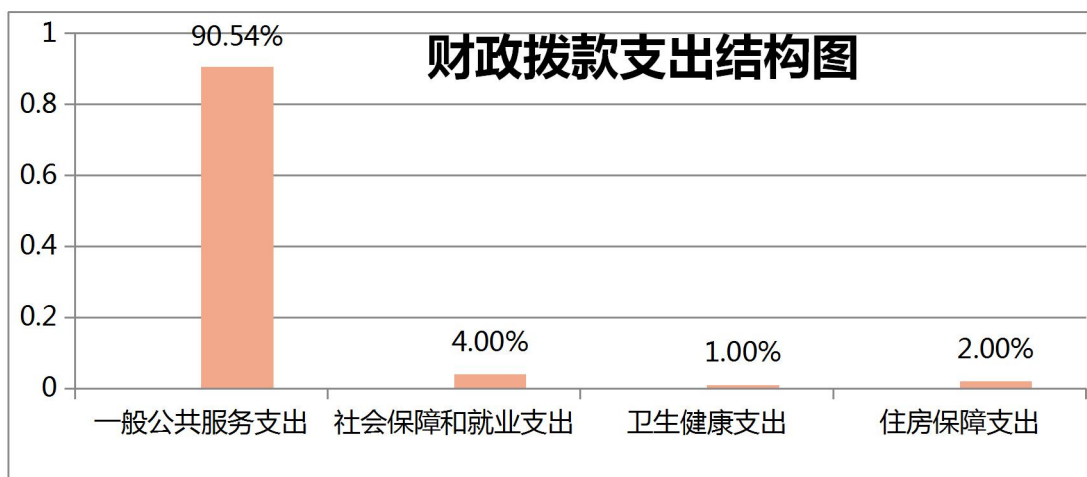 财政拨款支出结构图
1
0.8
0.6
0.4
0.2
0
90.54%
4.00%
1.00%
2.00%
一般公共服务支出
社会保障和就业支出
卫生健康支出
住房保障支出